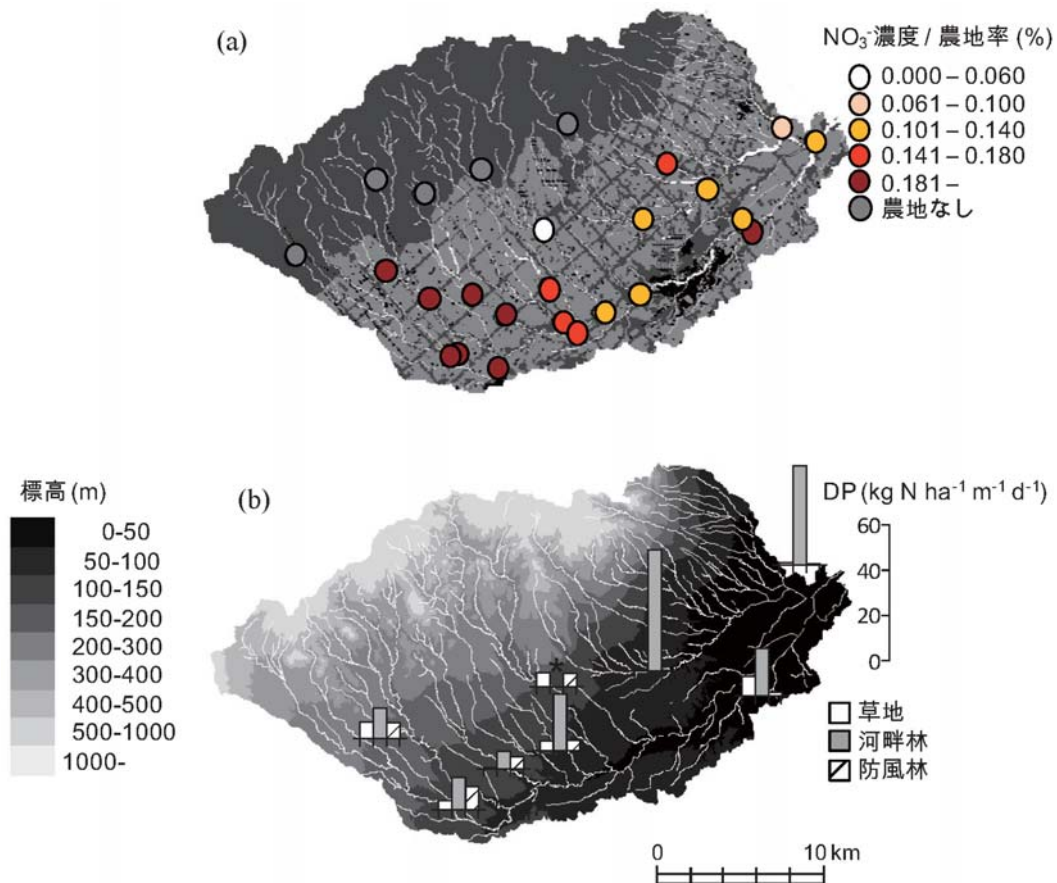 (a)
NO₃⁻濃度 / 農地率 (%)
0.000 – 0.060
0.061 – 0.100
0.101 – 0.140
0.141 – 0.180
0.181 –
農地なし
(b)
標高 (m)
0-50
50-100
100-150
150-200
200-300
300-400
400-500
500-1000
1000-
DP (kg N ha⁻¹ m⁻¹ d⁻¹)
60
40
20
0
*
草地
河畔林
防風林
0 10 km